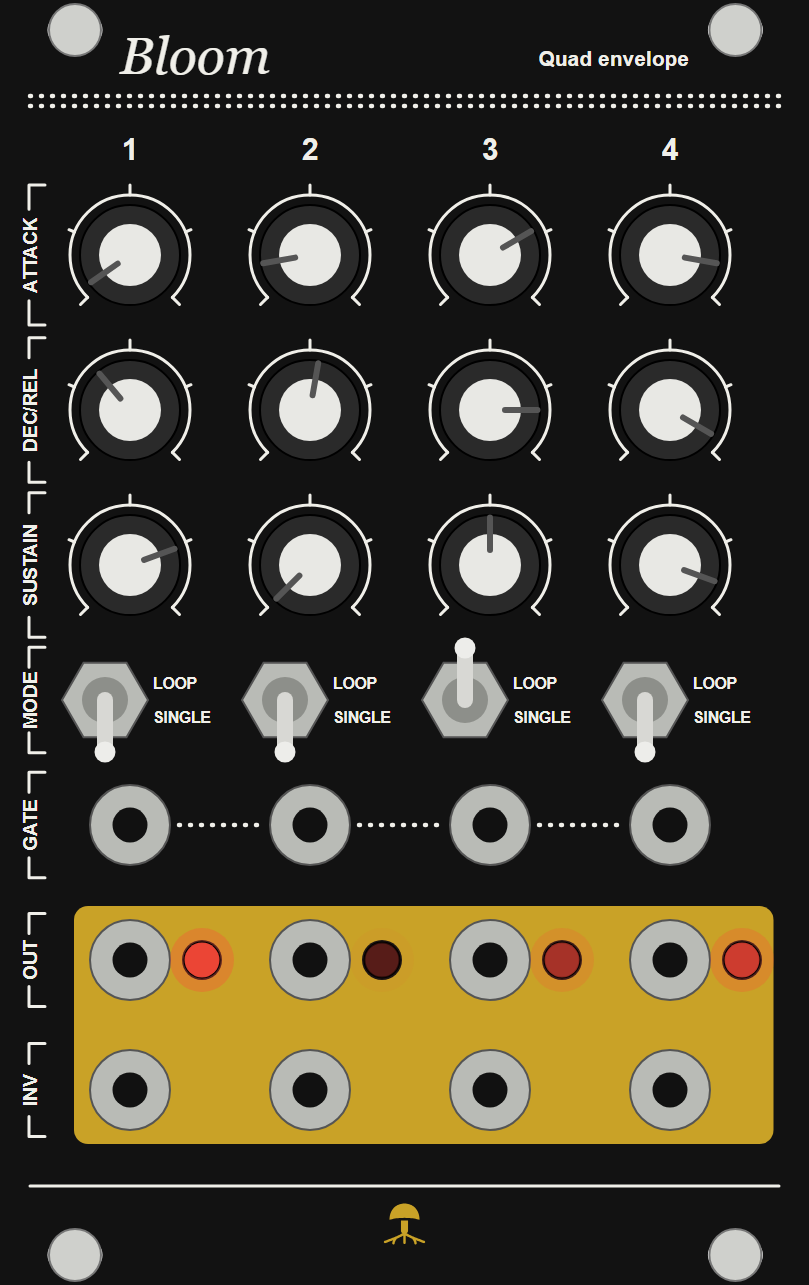 Bloom
Quad envelope
1 2 3 4
ATTACK
DEC/REL
SUSTAIN
MODE
LOOP LOOP LOOP LOOP
SINGLE SINGLE SINGLE SINGLE
GATE
OUT
INV